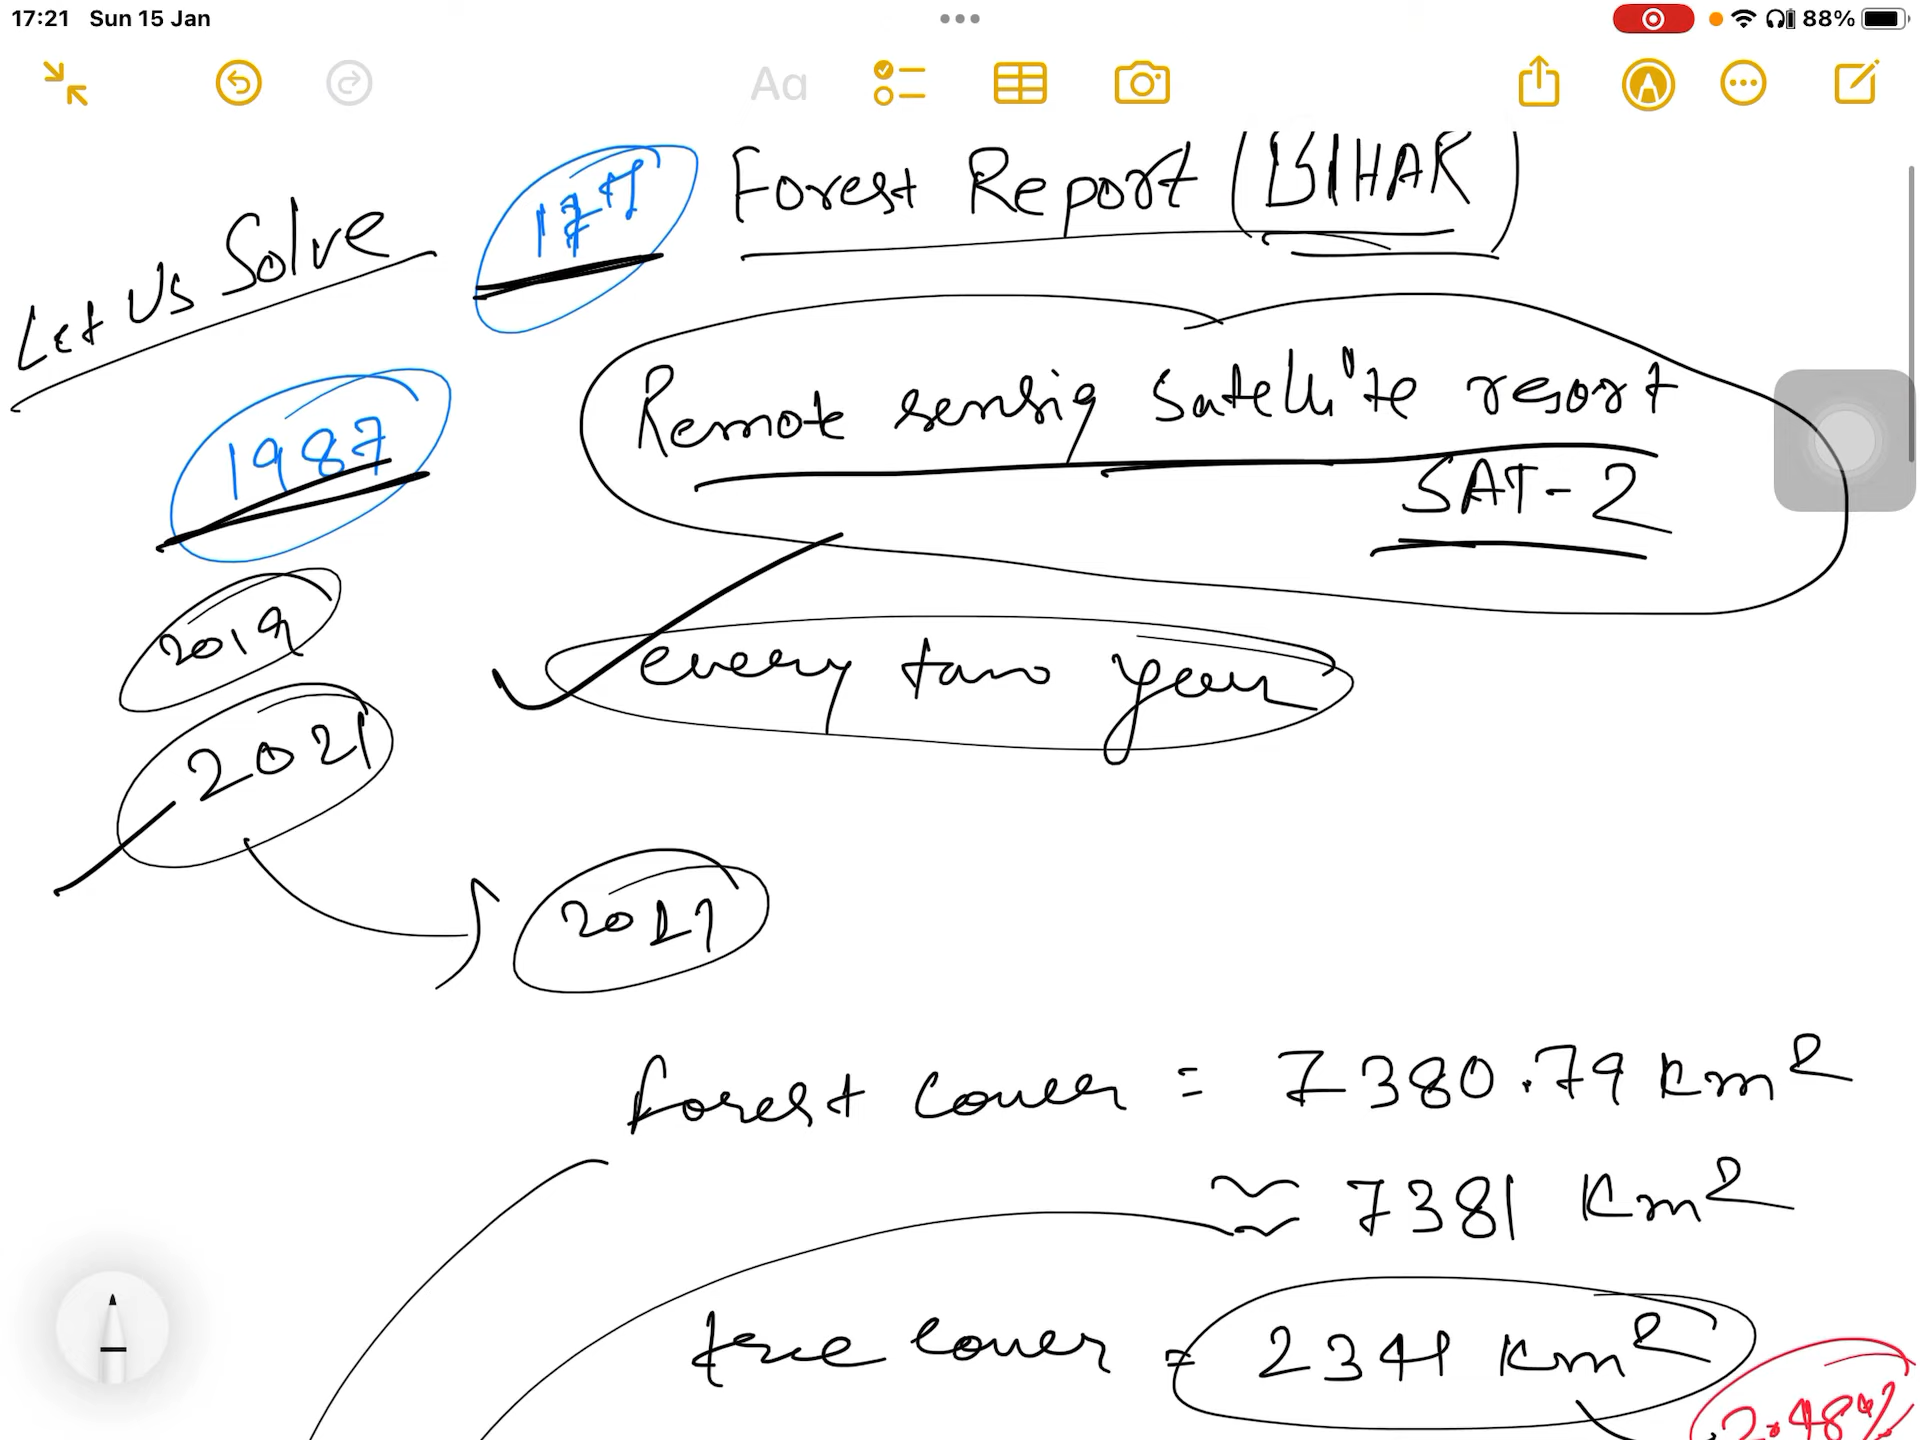 17:21 Sun 15 Jan
88%
Aa
Forest Report (BIHAR)
Let Us Solve
17th
Remote sensig satellite resort
SAT-2
1987
2019
every two year
2021
forest cover = 7380.79 Km²
≈ 7381 Km²
tree cover = 2341 Km²
2.48%